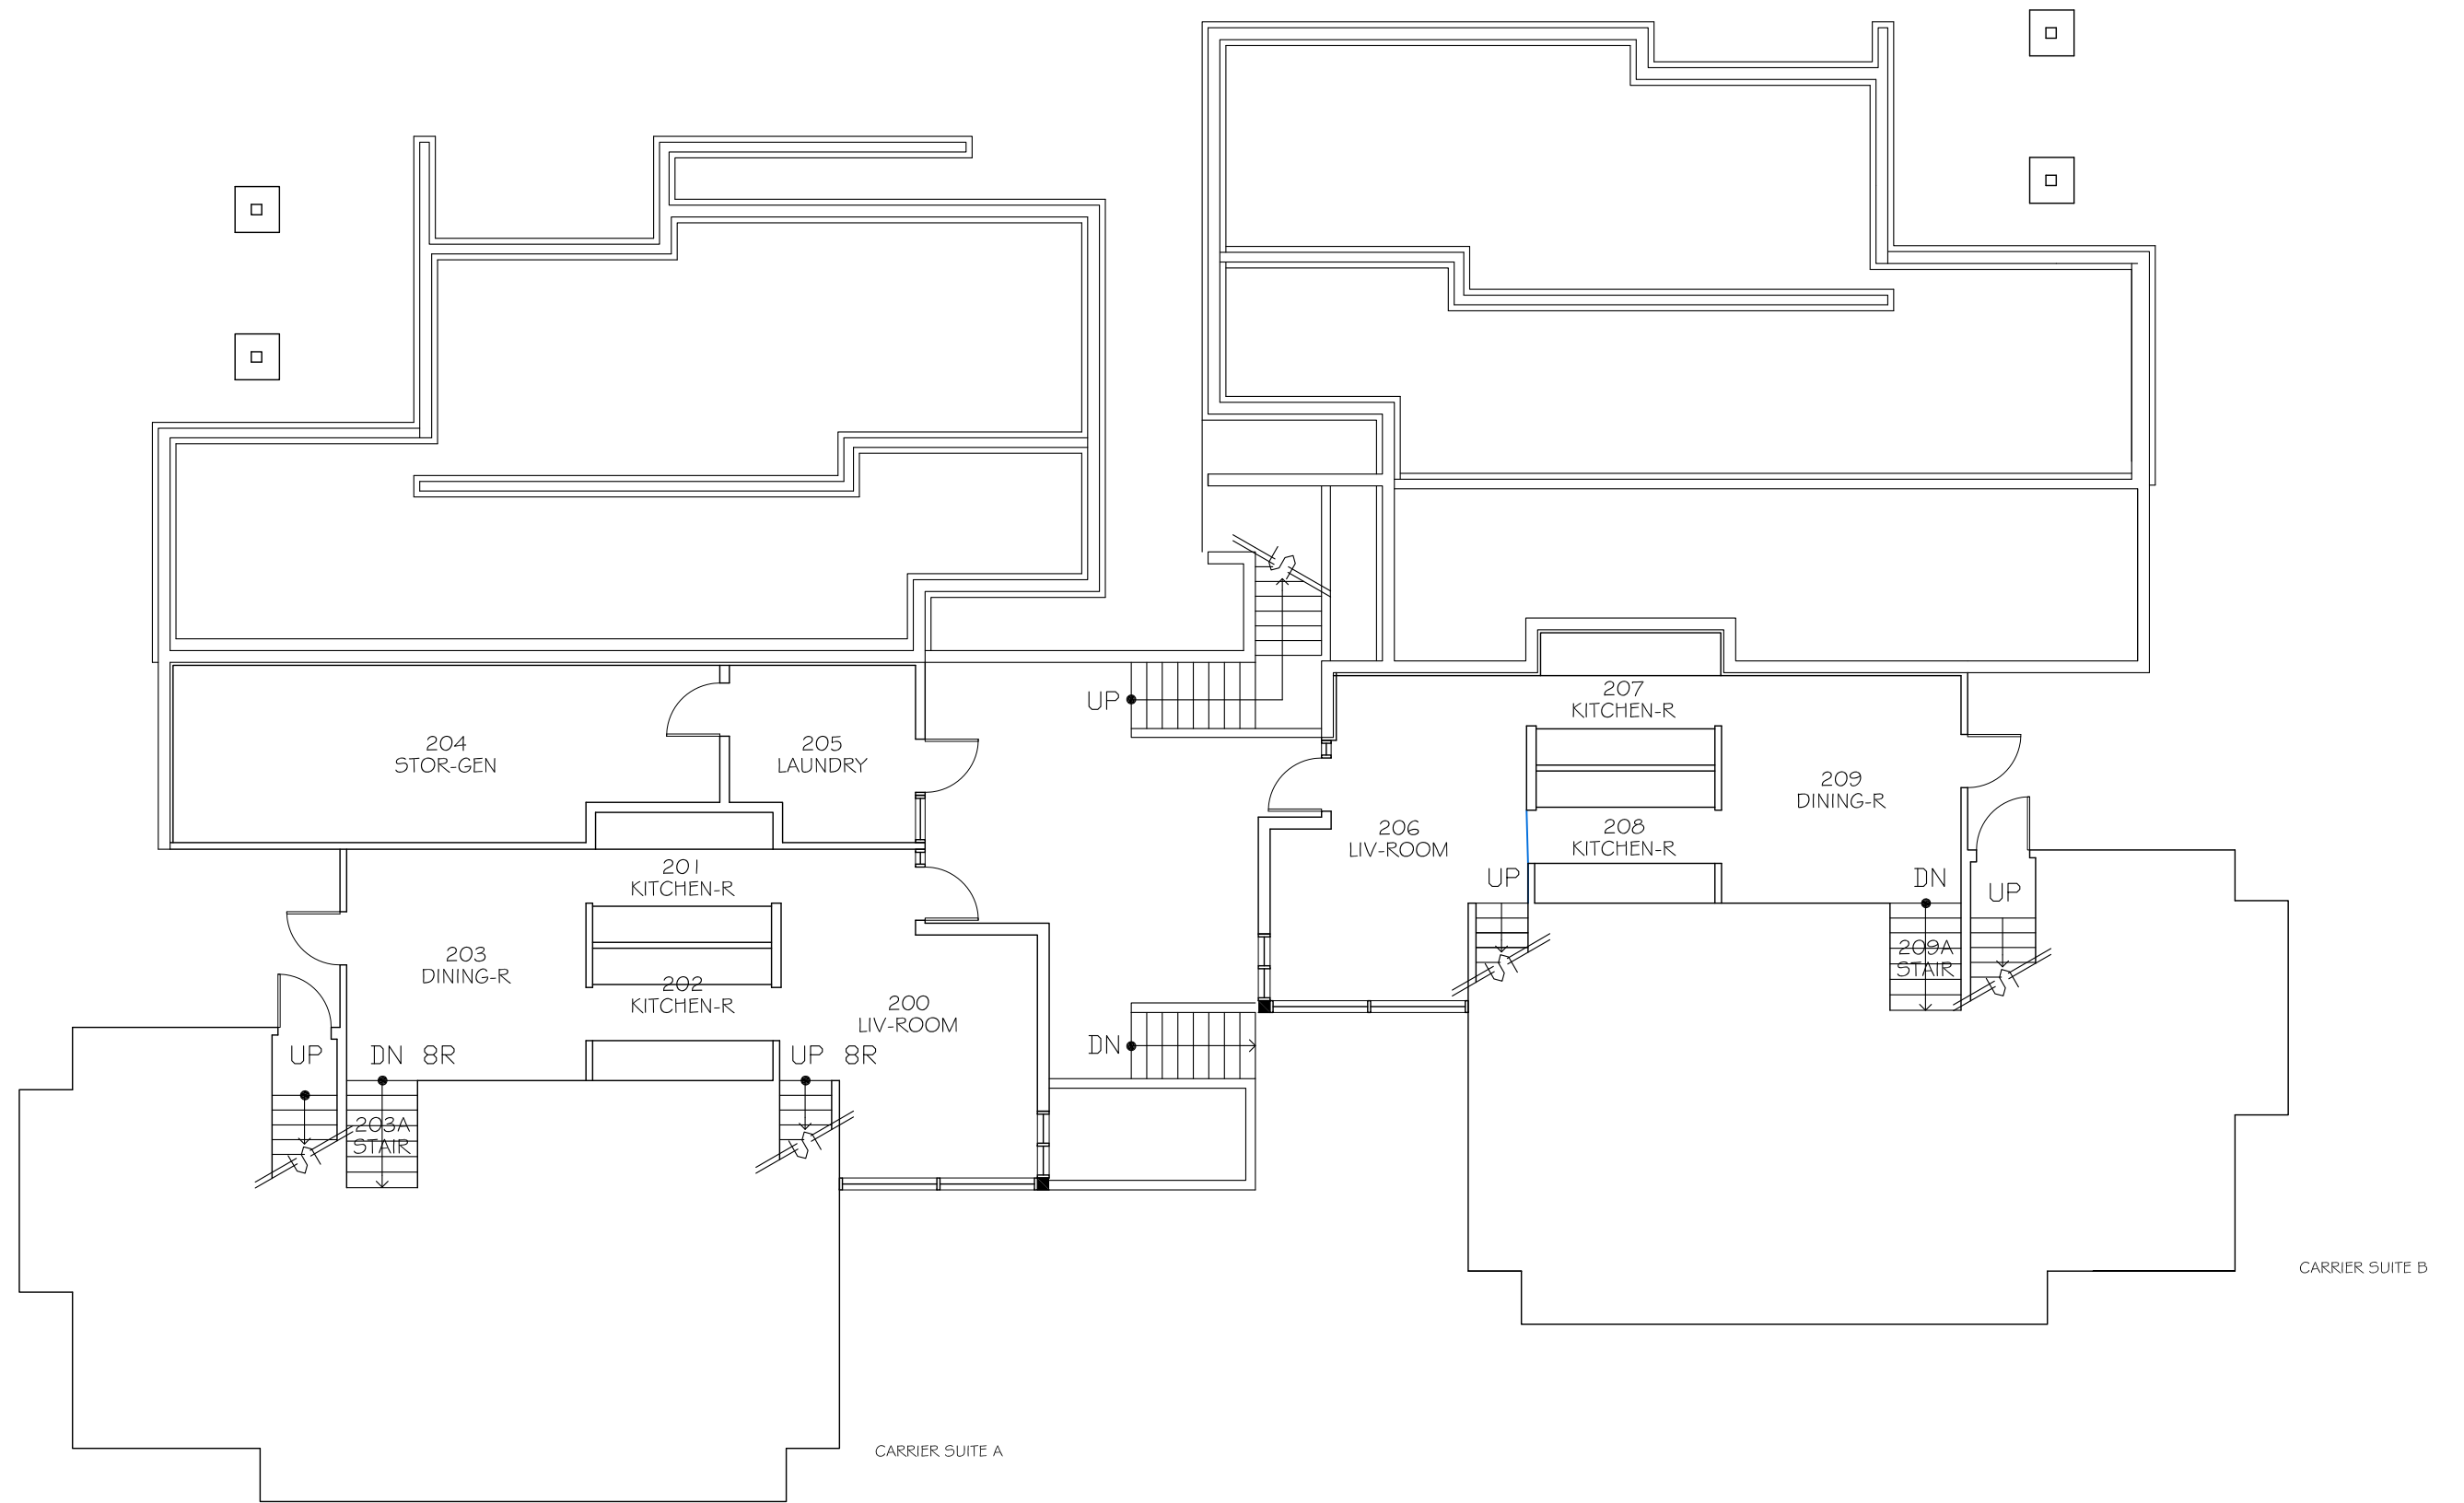 UP
207
KITCHEN-R
204
STOR-GEN
205
LAUNDRY
209
DINING-R
206
LIV-ROOM
208
KITCHEN-R
201
KITCHEN-R
UP
DN
UP
203
DINING-R
209A
STAIR
202
KITCHEN-R
200
LIV-ROOM
UP
DN 8R
UP 8R
DN
203A
STAIR
CARRIER SUITE B
CARRIER SUITE A